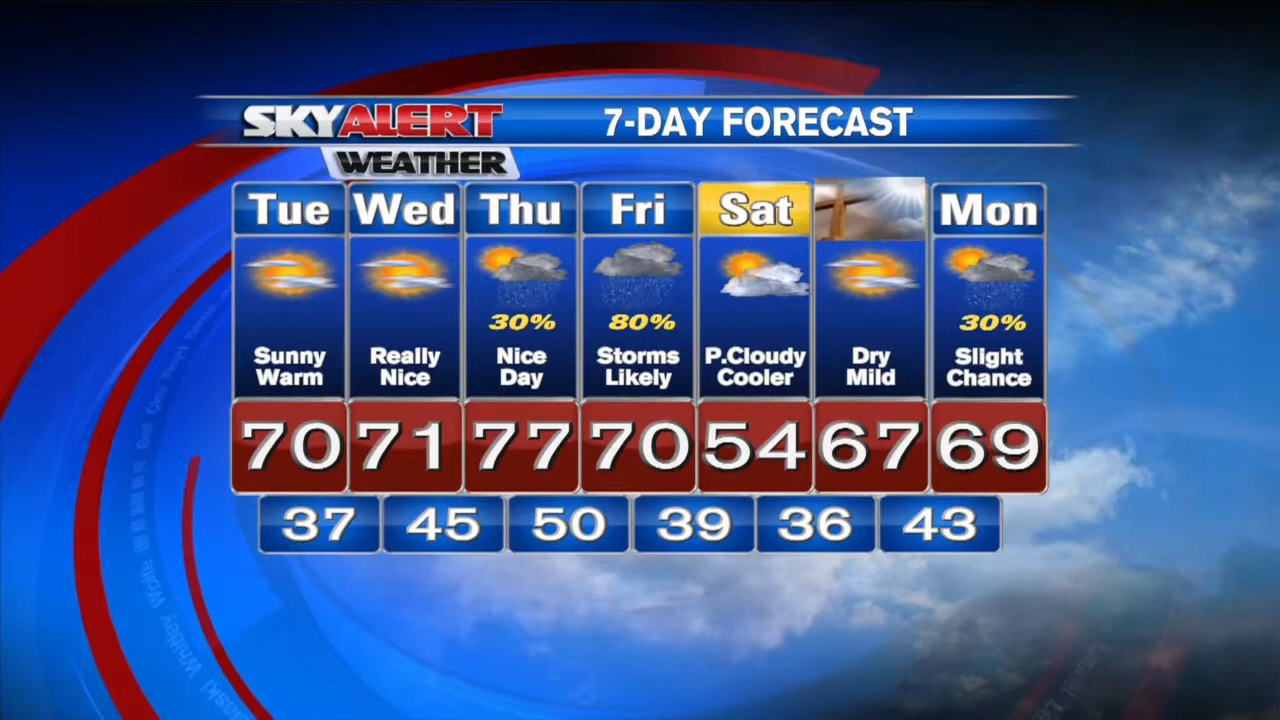 SKYALERT
WEATHER
7-DAY FORECAST
Tue Wed Thu Fri Sat Mon
30% 80% 30%
Sunny Really Nice Storms P.Cloudy Dry Slight
Warm Nice Day Likely Cooler Mild Chance
70 71 77 70 54 67 69
37 45 50 39 36 43
Whitley Wolfe